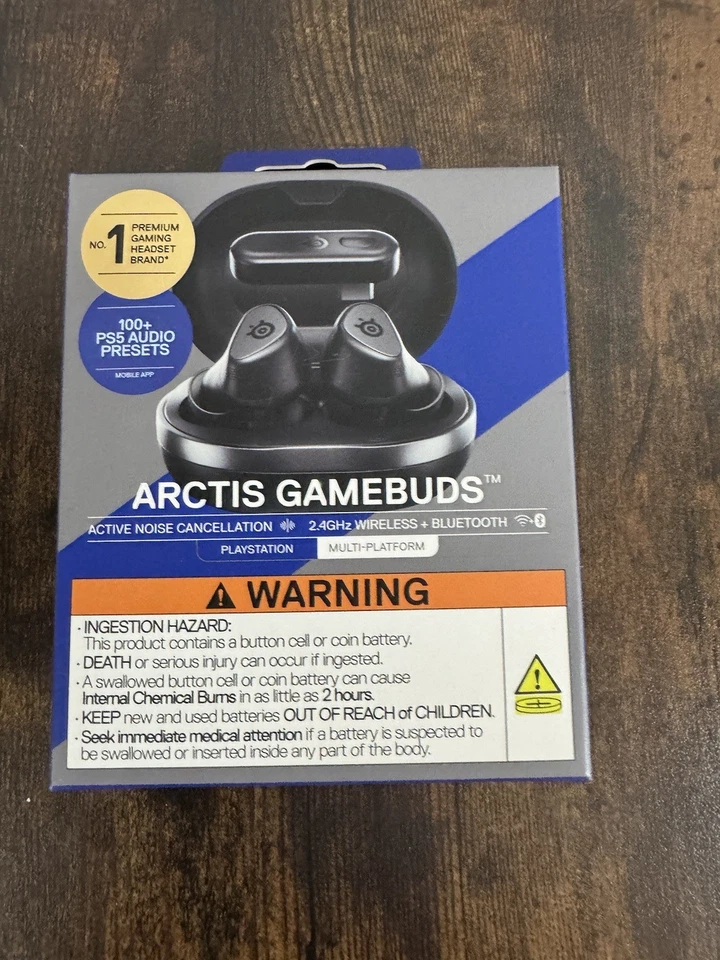 NO. 1 PREMIUM
GAMING
HEADSET
BRAND*
100+
PS5 AUDIO
PRESETS
MOBILE APP
ARCTIS GAMEBUDS™
ACTIVE NOISE CANCELLATION 2.4GHz WIRELESS + BLUETOOTH
PLAYSTATION MULTI-PLATFORM
WARNING
· INGESTION HAZARD:
This product contains a button cell or coin battery.
· DEATH or serious injury can occur if ingested.
· A swallowed button cell or coin battery can cause
Internal Chemical Burns in as little as 2 hours.
· KEEP new and used batteries OUT OF REACH of CHILDREN.
· Seek immediate medical attention if a battery is suspected to
be swallowed or inserted inside any part of the body.